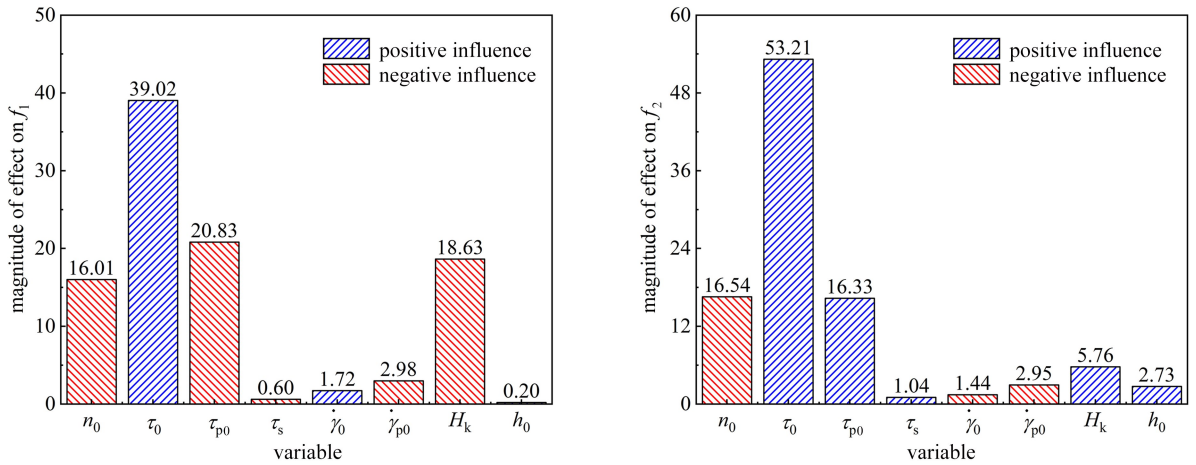 50
40
30
20
10
0
magnitude of effect on f₁
positive influence
negative influence
16.01
39.02
20.83
0.60
1.72
2.98
18.63
0.20
n₀ τ₀ τₚ₀ τₛ γ̇₀ γ̇ₚ₀ Hₖ h₀
variable
60
48
36
24
12
0
magnitude of effect on f₂
positive influence
negative influence
16.54
53.21
16.33
1.04
1.44
2.95
5.76
2.73
n₀ τ₀ τₚ₀ τₛ γ̇₀ γ̇ₚ₀ Hₖ h₀
variable